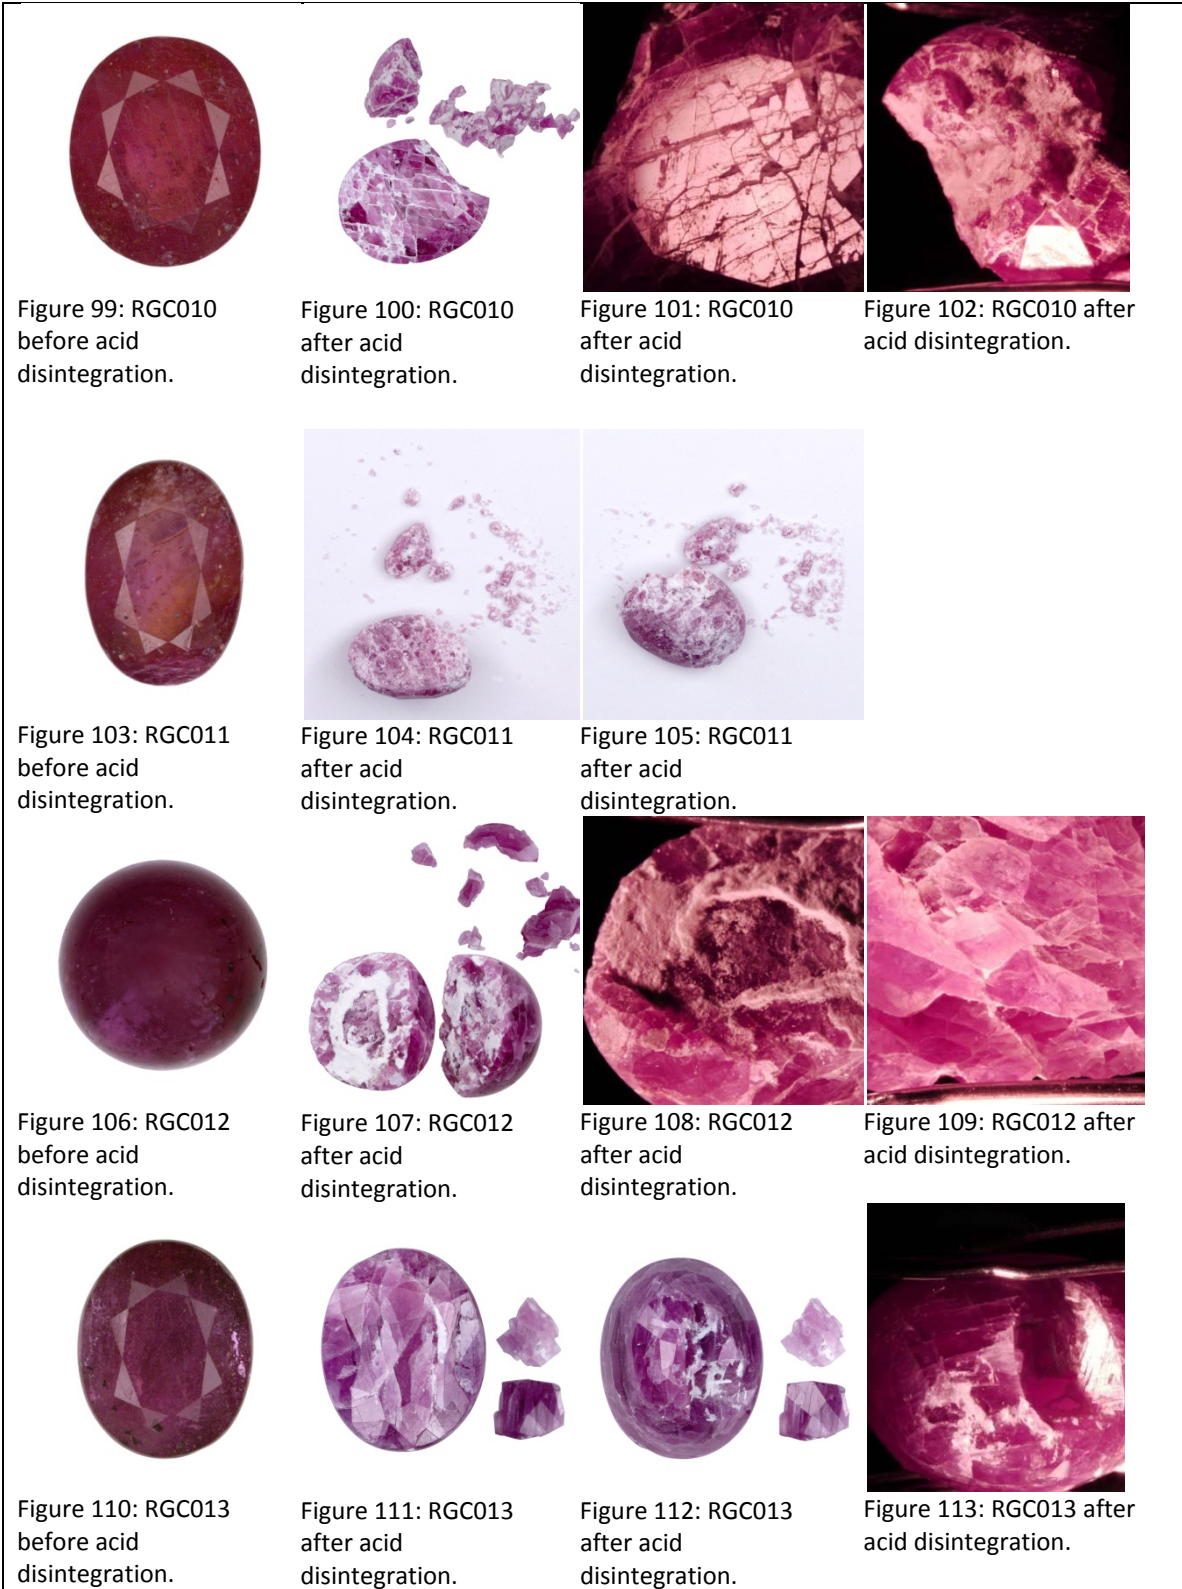 Figure 99: RGC010
before acid
disintegration.
Figure 100: RGC010
after acid
disintegration.
Figure 101: RGC010
after acid
disintegration.
Figure 102: RGC010 after
acid disintegration.
Figure 103: RGC011
before acid
disintegration.
Figure 104: RGC011
after acid
disintegration.
Figure 105: RGC011
after acid
disintegration.
Figure 106: RGC012
before acid
disintegration.
Figure 107: RGC012
after acid
disintegration.
Figure 108: RGC012
after acid
disintegration.
Figure 109: RGC012 after
acid disintegration.
Figure 110: RGC013
before acid
disintegration.
Figure 111: RGC013
after acid
disintegration.
Figure 112: RGC013
after acid
disintegration.
Figure 113: RGC013 after
acid disintegration.